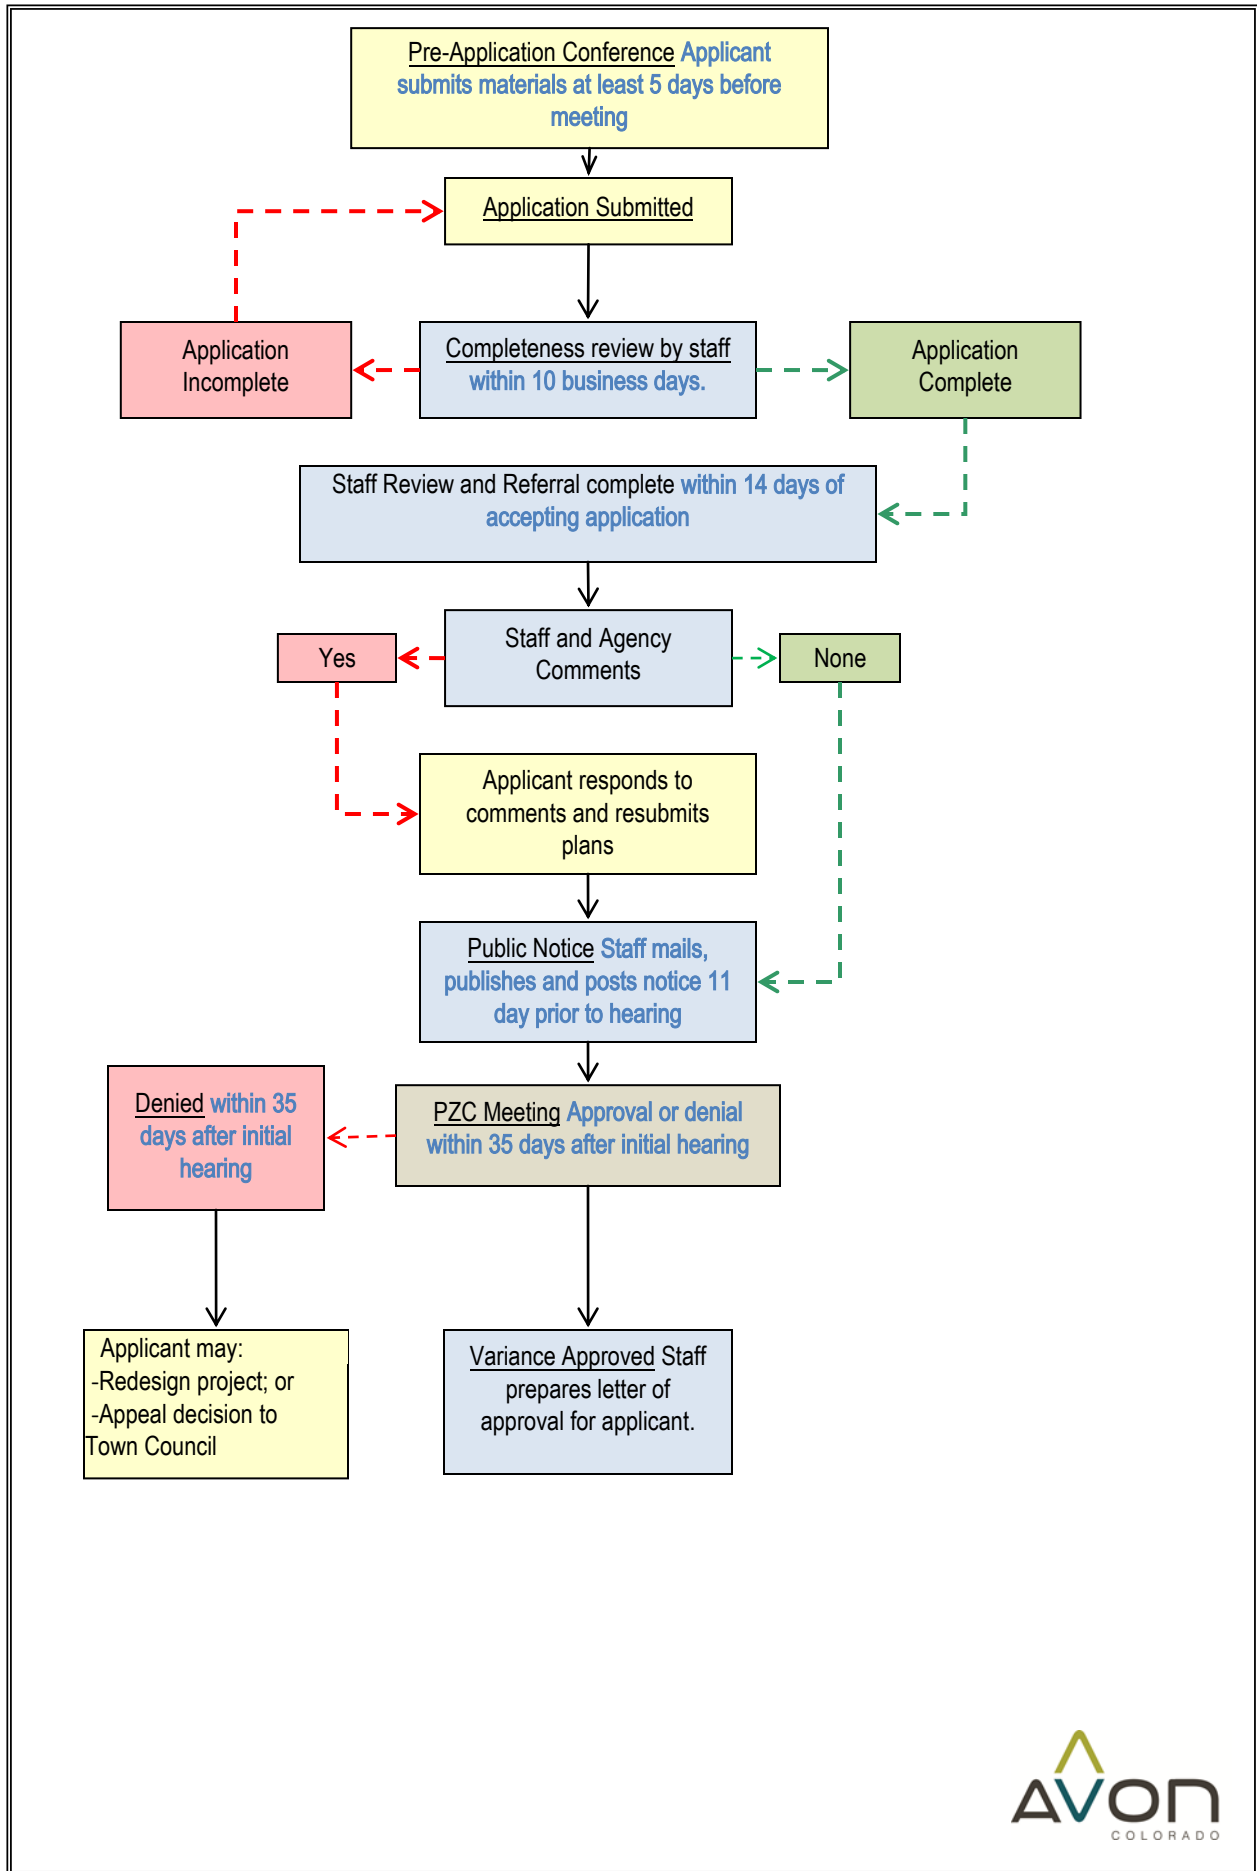 Pre-Application Conference Applicant
submits materials at least 5 days before
meeting
Application Submitted
Application
Incomplete
Completeness review by staff
within 10 business days.
Application
Complete
Staff Review and Referral complete within 14 days of
accepting application
Yes
Staff and Agency
Comments
None
Applicant responds to
comments and resubmits
plans
Public Notice Staff mails,
publishes and posts notice 11
day prior to hearing
Denied within 35
days after initial
hearing
PZC Meeting Approval or denial
within 35 days after initial hearing
Applicant may:
-Redesign project; or
-Appeal decision to
Town Council
Variance Approved Staff
prepares letter of
approval for applicant.
AVON
COLORADO